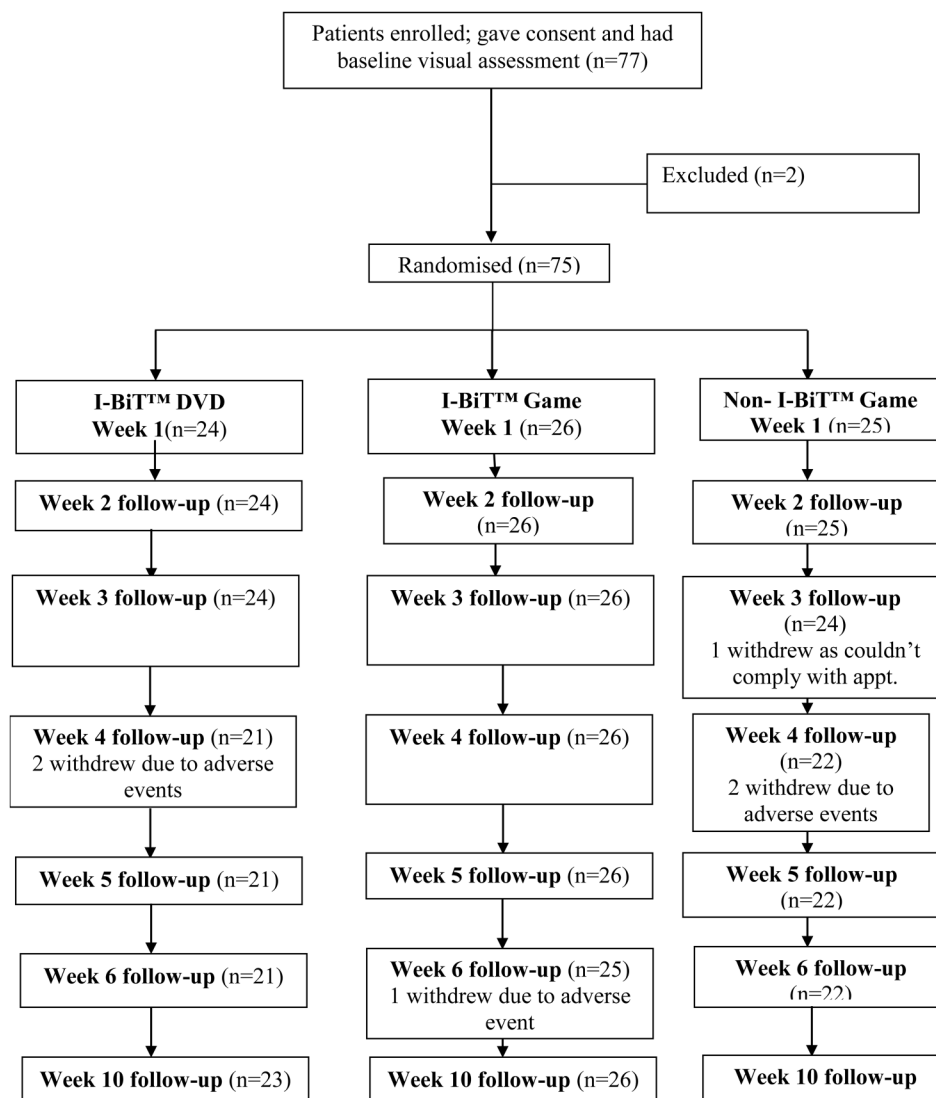 Patients enrolled; gave consent and had
baseline visual assessment (n=77)
Excluded (n=2)
Randomised (n=75)
I-BiT™ DVD
Week 1(n=24)
Week 2 follow-up (n=24)
Week 3 follow-up (n=24)
Week 4 follow-up (n=21)
2 withdrew due to adverse
events
Week 5 follow-up (n=21)
Week 6 follow-up (n=21)
Week 10 follow-up (n=23)
I-BiT™ Game
Week 1 (n=26)
Week 2 follow-up
(n=26)
Week 3 follow-up (n=26)
Week 4 follow-up (n=26)
Week 5 follow-up (n=26)
Week 6 follow-up (n=25)
1 withdrew due to adverse
event
Week 10 follow-up (n=26)
Non- I-BiT™ Game
Week 1 (n=25)
Week 2 follow-up
(n=25)
Week 3 follow-up
(n=24)
1 withdrew as couldn’t
comply with appt.
Week 4 follow-up
(n=22)
2 withdrew due to
adverse events
Week 5 follow-up
(n=22)
Week 6 follow-up
(n=22)
Week 10 follow-up